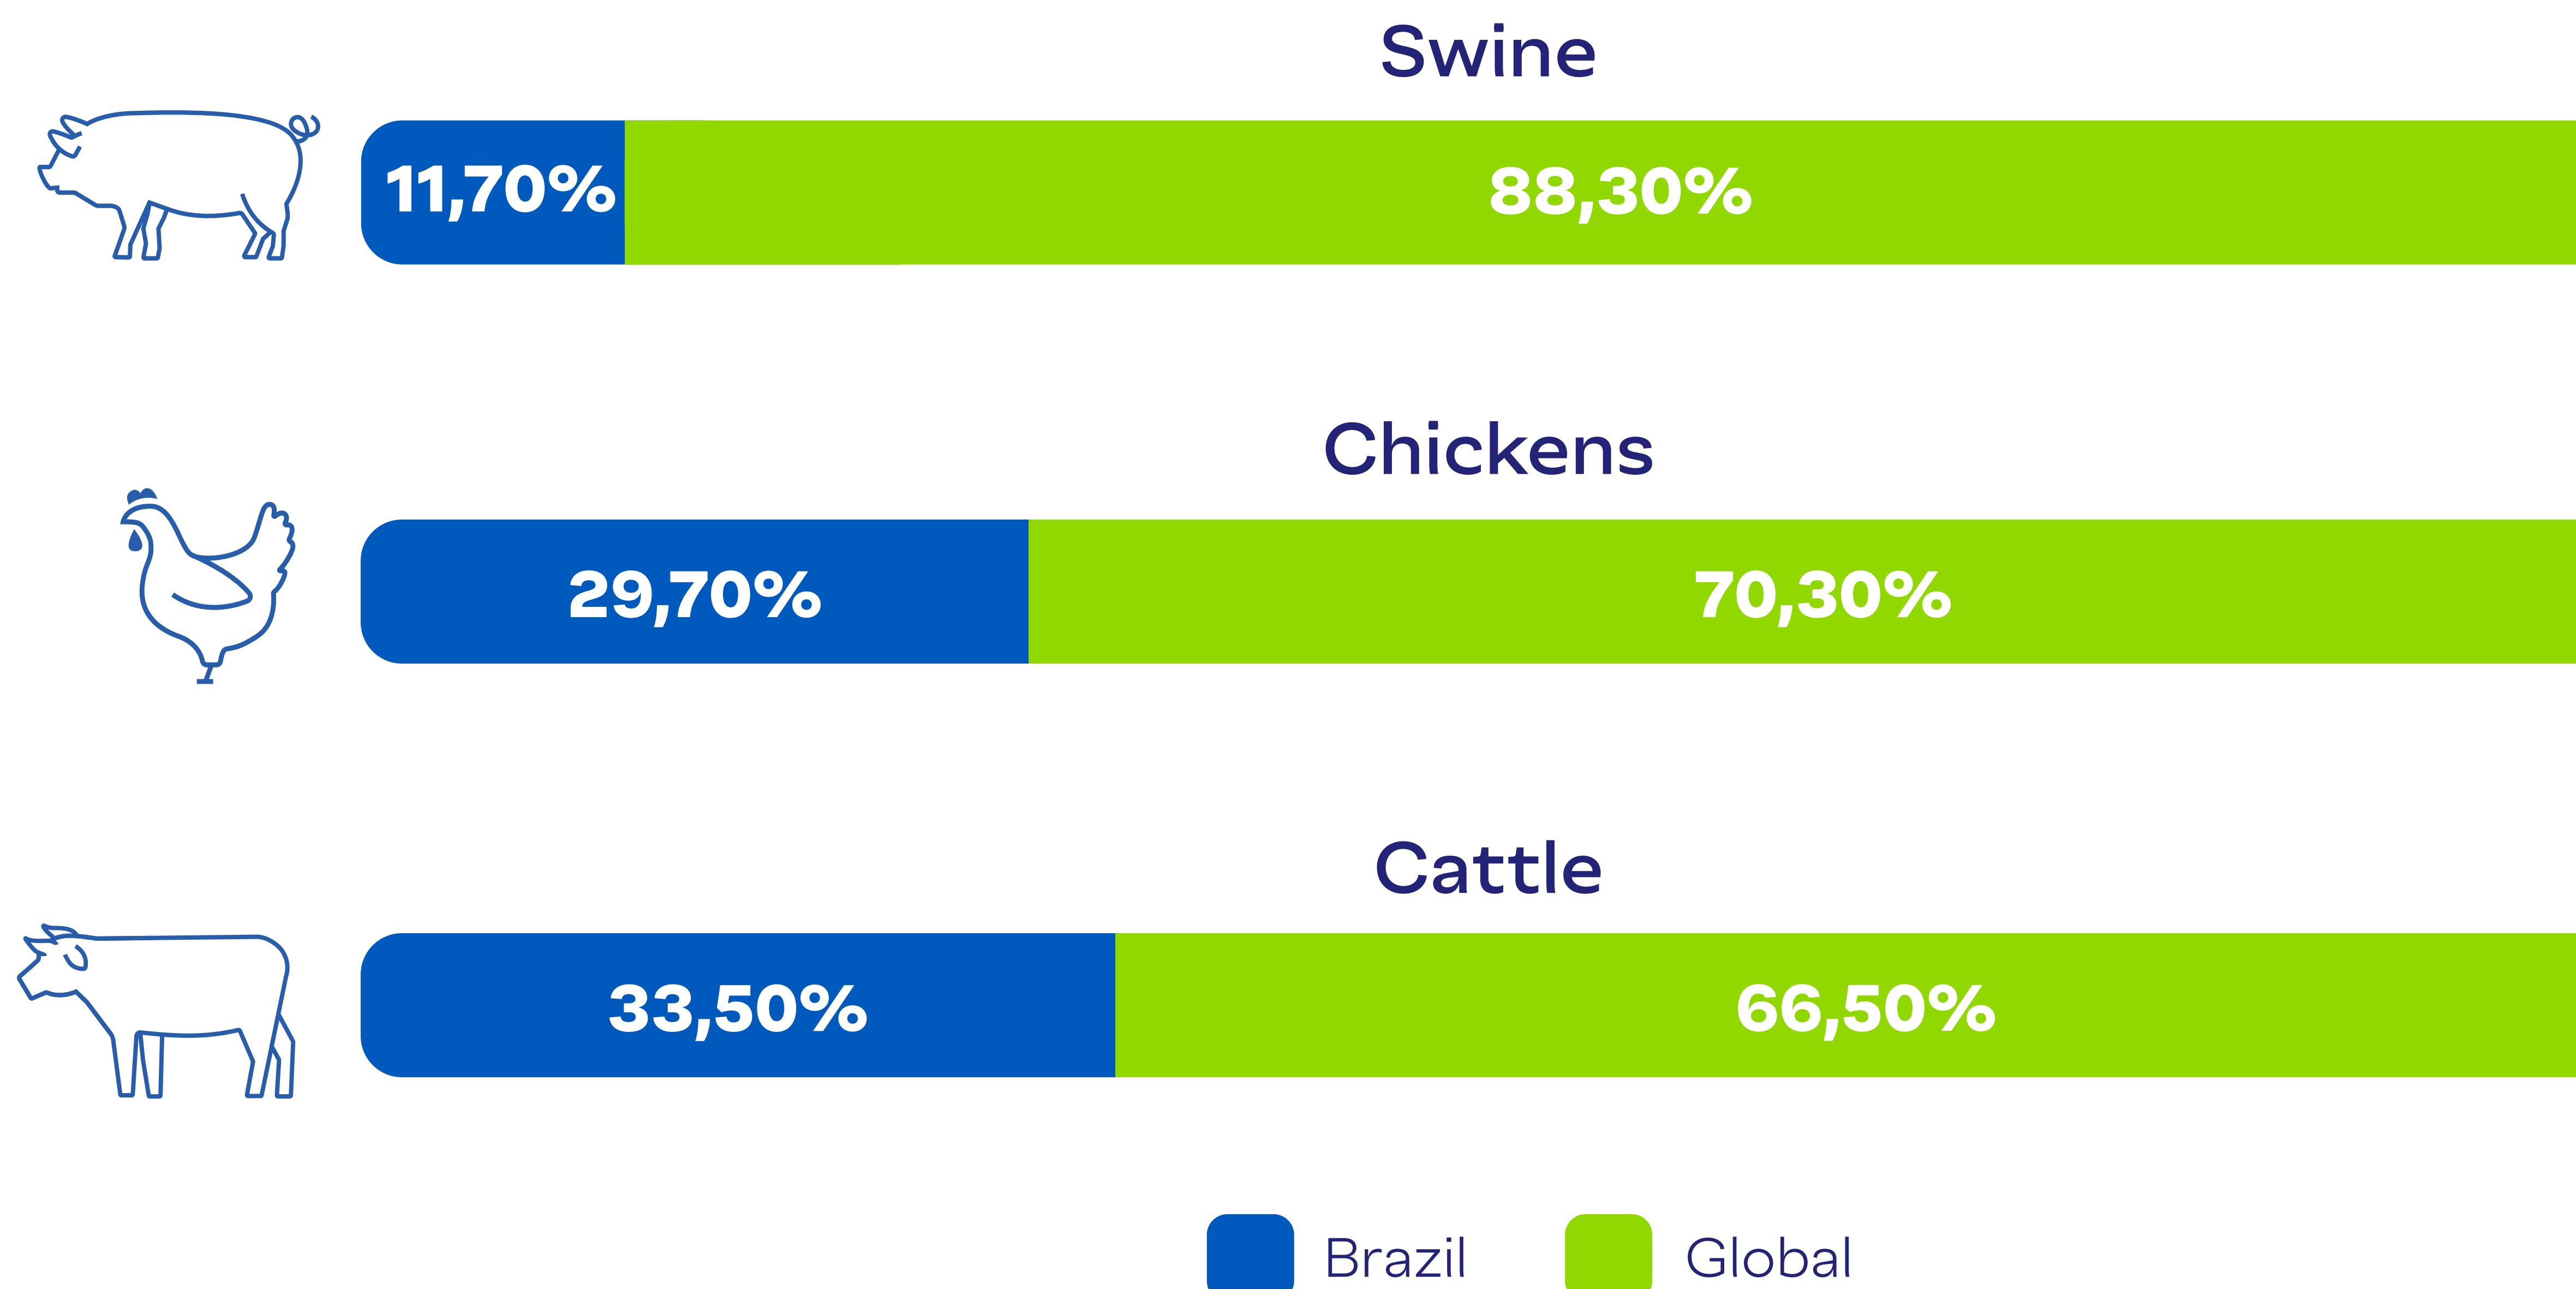 Swine
11,70% 88,30%
Chickens
29,70% 70,30%
Cattle
33,50% 66,50%
Brazil Global